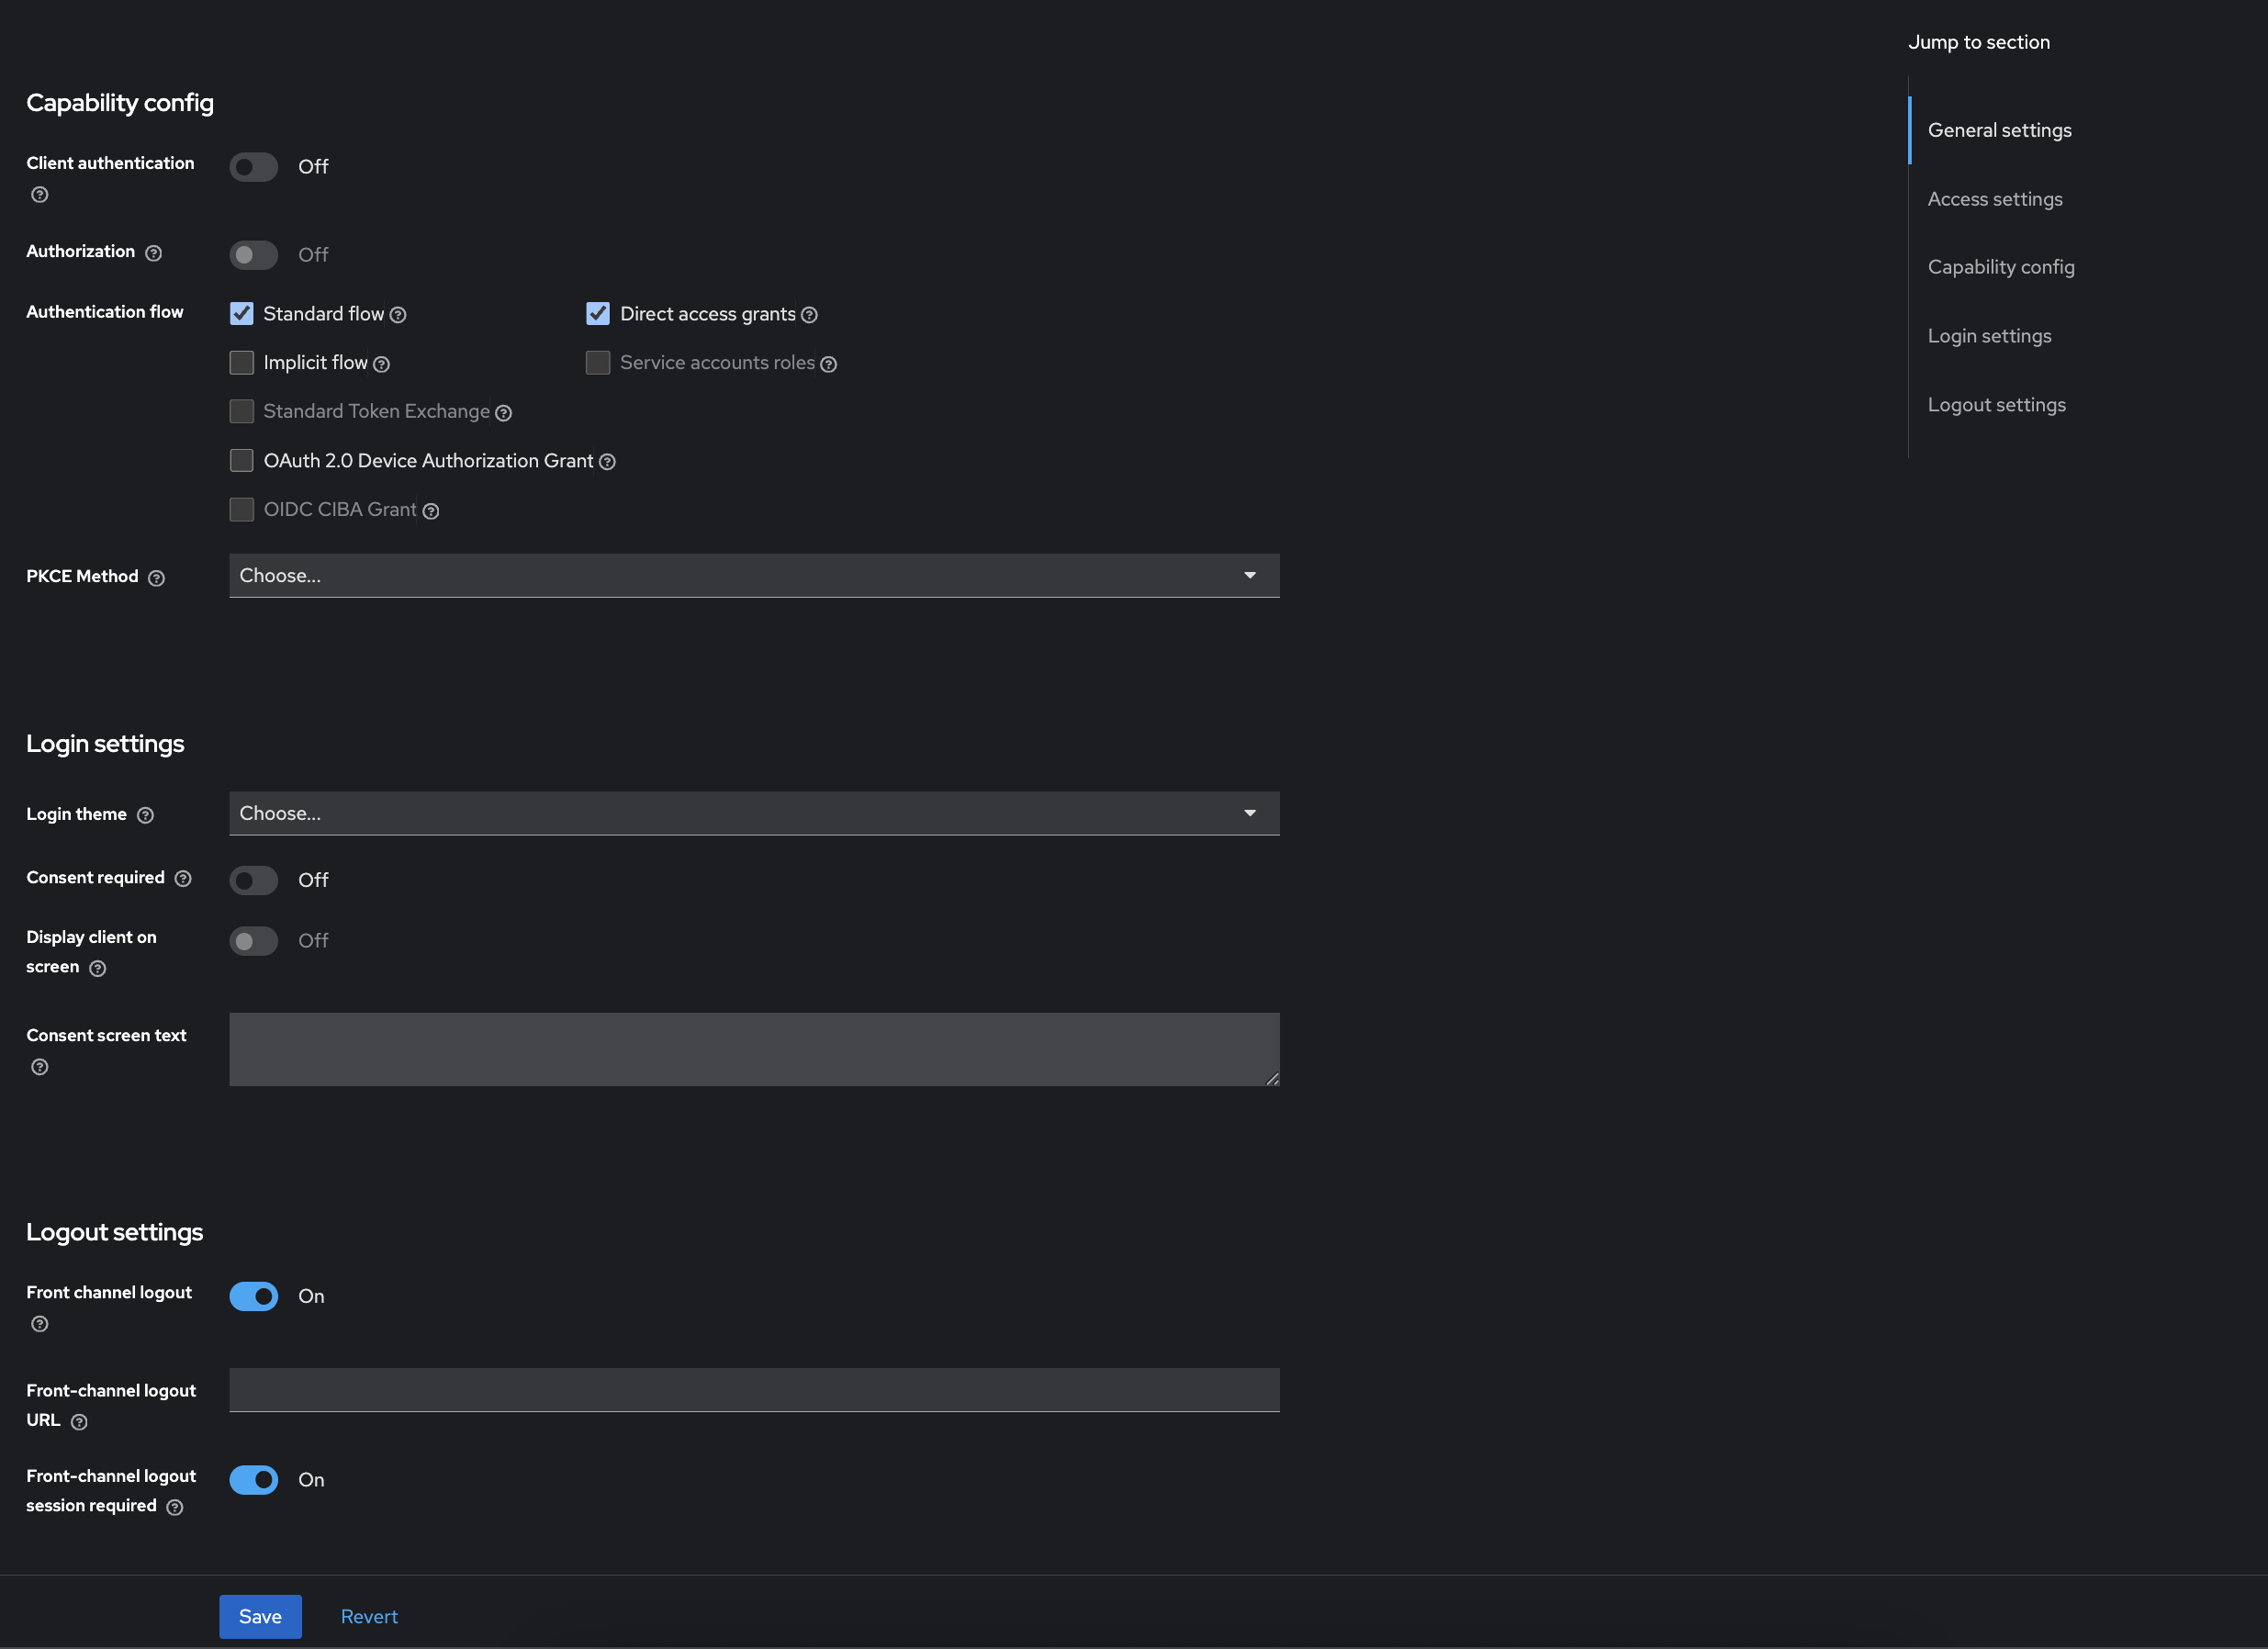 Jump to section
General settings
Access settings
Capability config
Login settings
Logout settings
Capability config
Client authentication
Off
Authorization
Off
Authentication flow
Standard flow
Direct access grants
Implicit flow
Service accounts roles
Standard Token Exchange
OAuth 2.0 Device Authorization Grant
OIDC CIBA Grant
PKCE Method
Choose...
Login settings
Login theme
Choose...
Consent required
Off
Display client on
screen
Off
Consent screen text
Logout settings
Front channel logout
On
Front-channel logout
URL
Front-channel logout
session required
On
Save
Revert